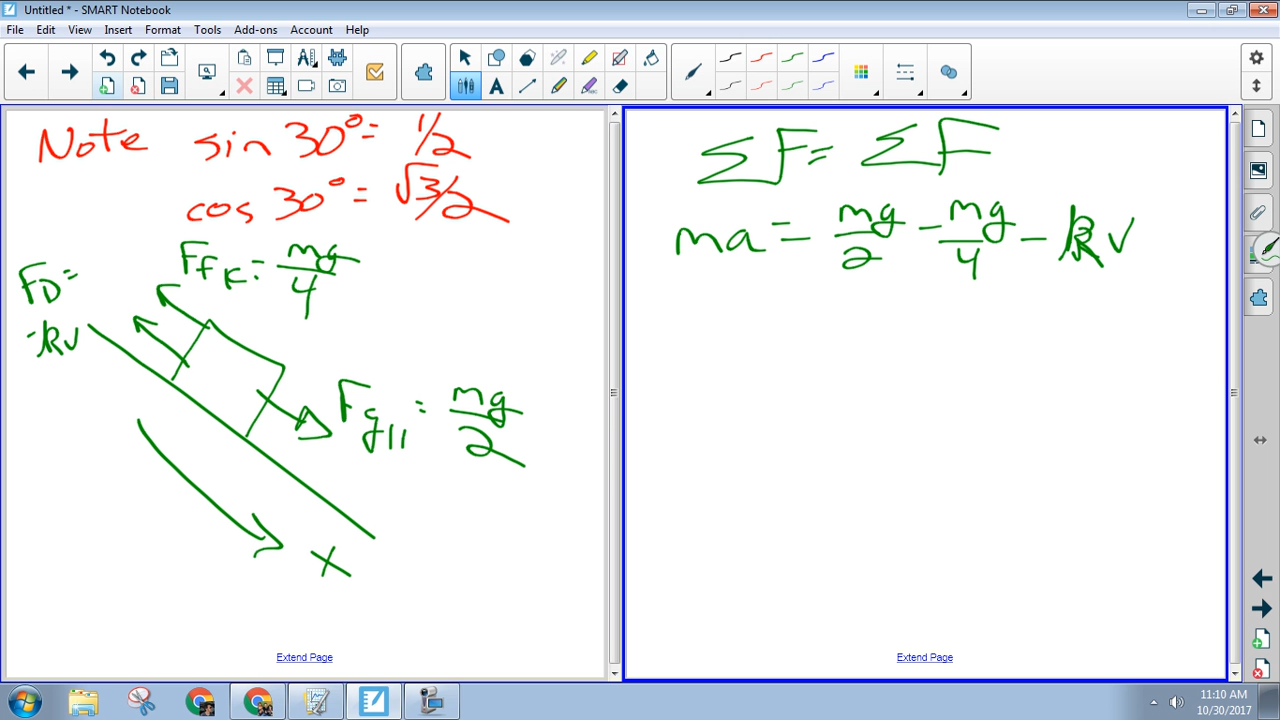 Untitled * - SMART Notebook
File Edit View Insert Format Tools Add-ons Account Help
Note sin 30° = 1/2
cos 30° = √3/2
FfK = mg/4
FD =
-kv
Fg|| = mg/2
x
Extend Page
ΣF = ΣF
ma = mg/2 - mg/4 - kv
Extend Page
11:10 AM
10/30/2017